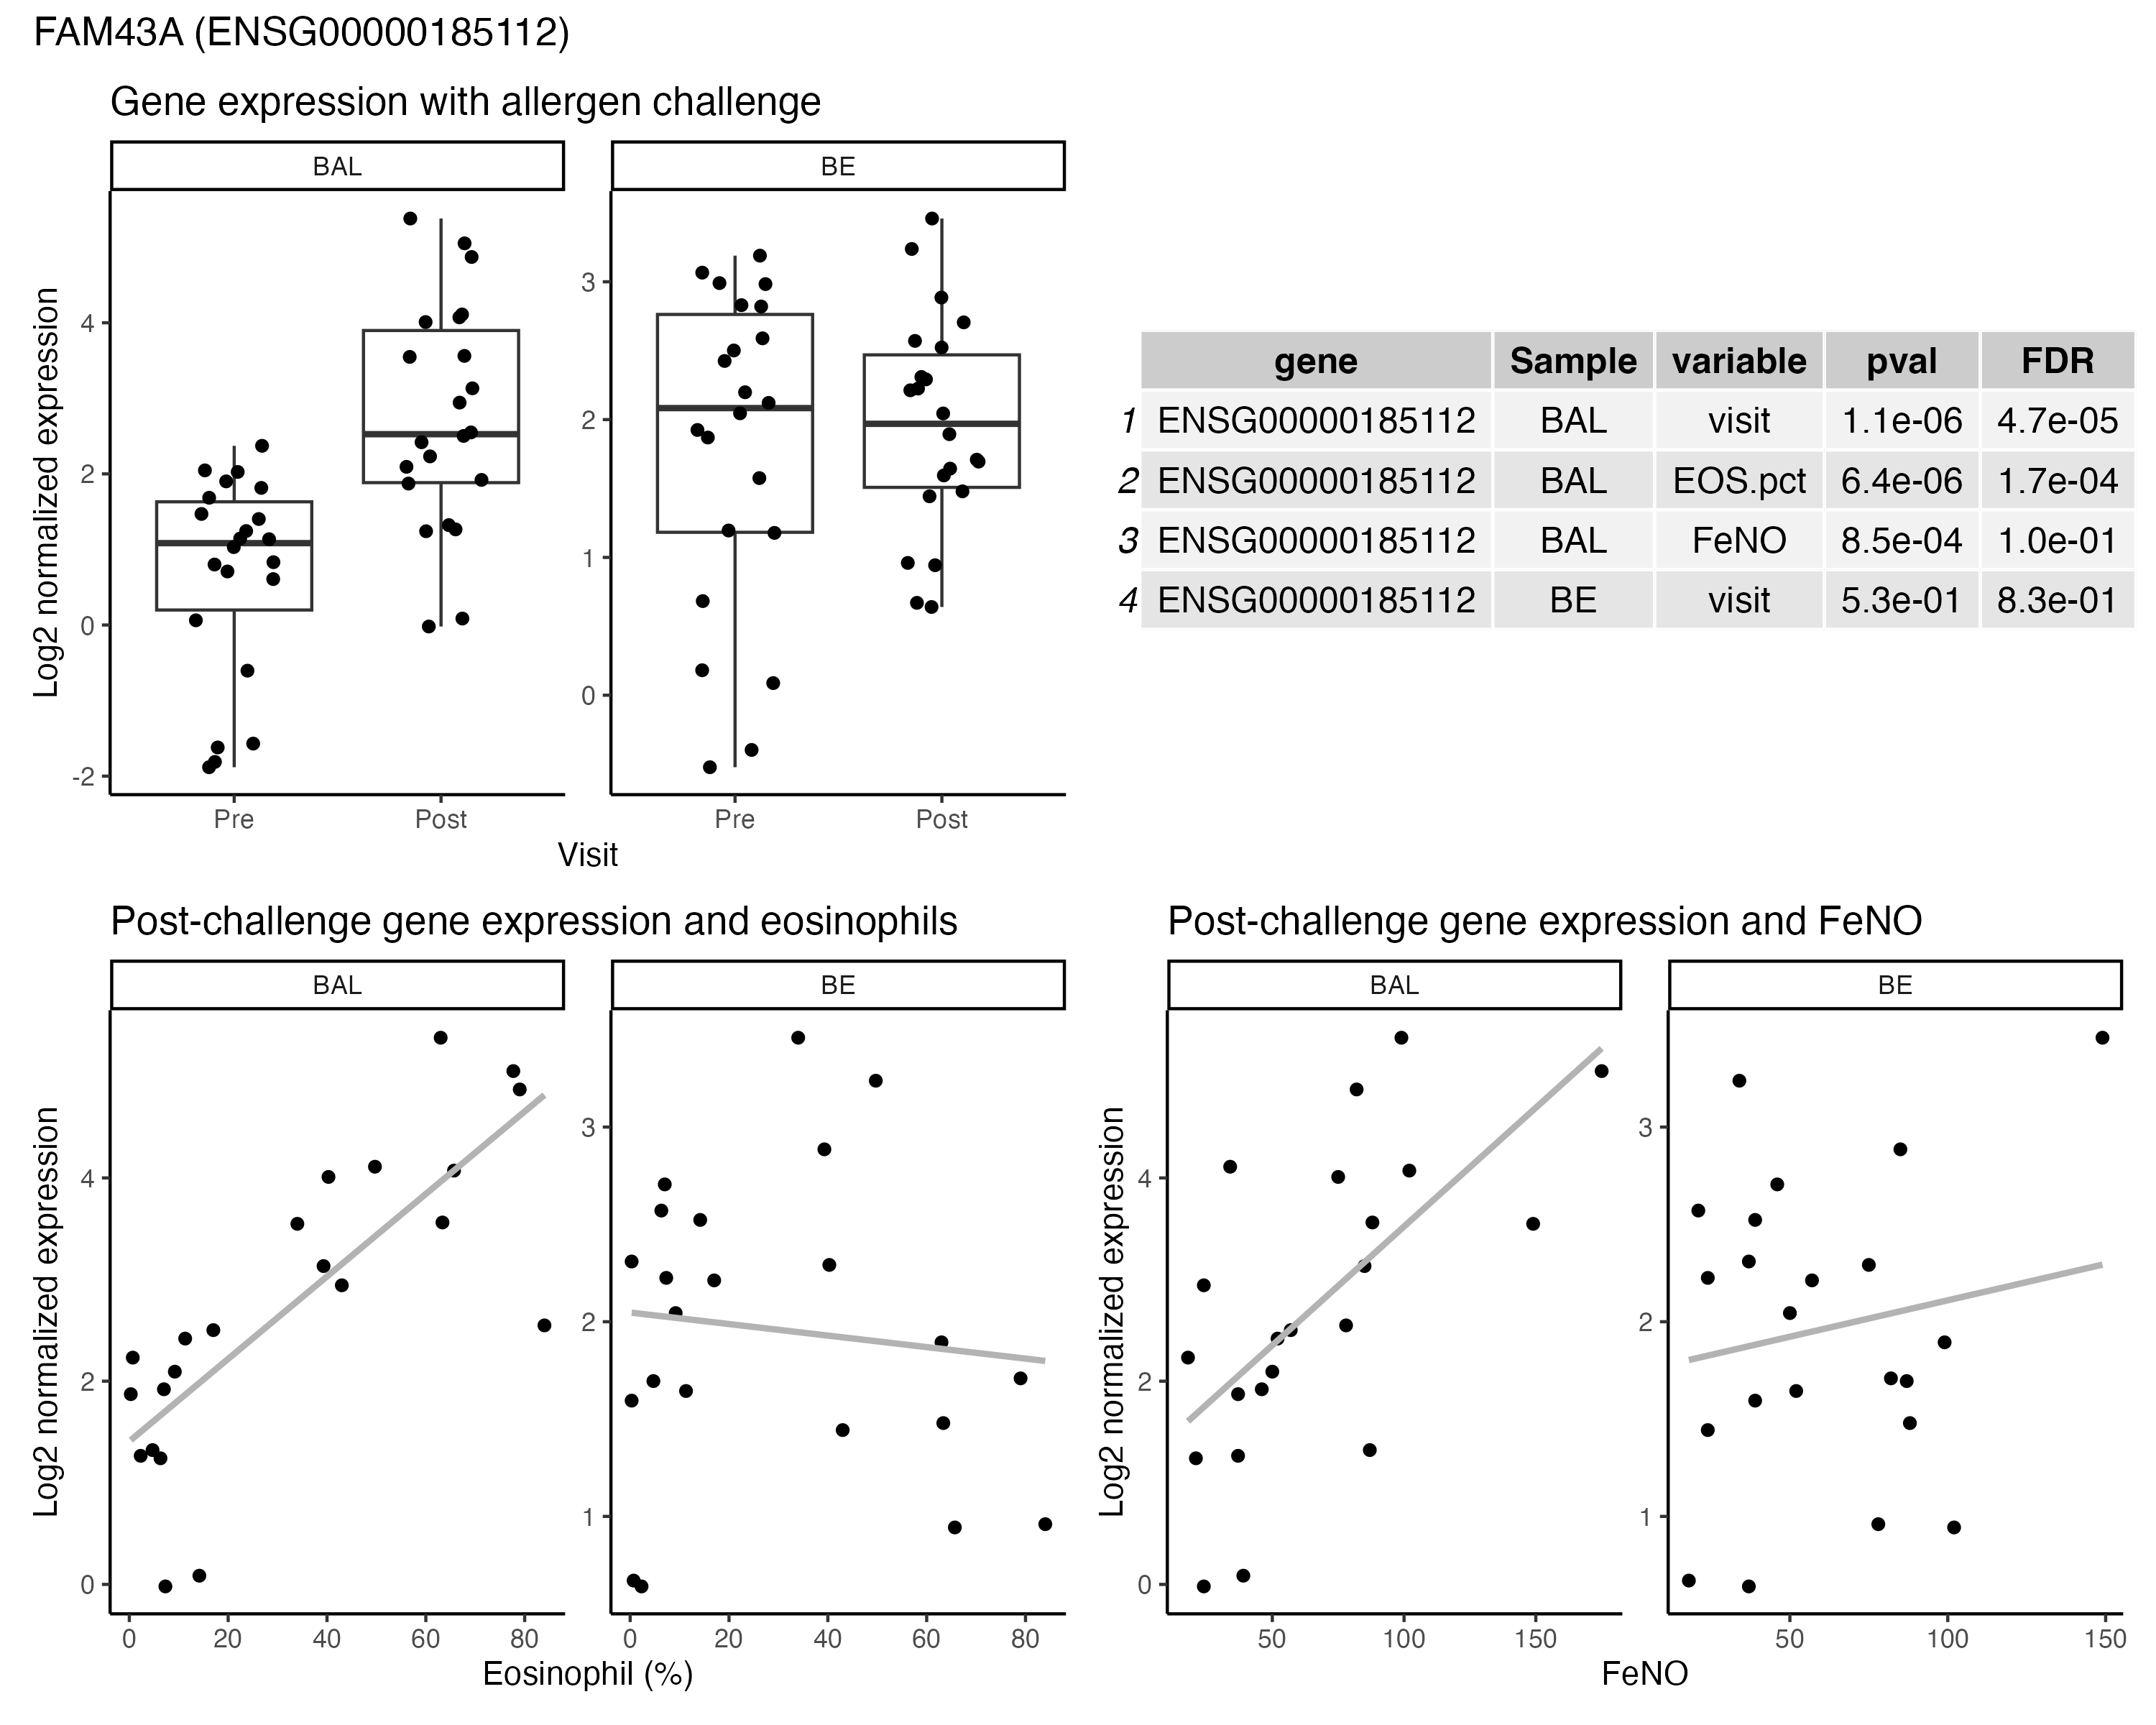 FAM43A (ENSG00000185112)
Gene expression with allergen challenge
BAL
BE
Log2 normalized expression
4
2
0
-2
3
2
1
0
Pre
Post
Pre
Post
Visit
gene Sample variable pval FDR
1 ENSG00000185112 BAL visit 1.1e-06 4.7e-05
2 ENSG00000185112 BAL EOS.pct 6.4e-06 1.7e-04
3 ENSG00000185112 BAL FeNO 8.5e-04 1.0e-01
4 ENSG00000185112 BE visit 5.3e-01 8.3e-01
Post-challenge gene expression and eosinophils
BAL
BE
Log2 normalized expression
4
2
0
3
2
1
0 20 40 60 80
0 20 40 60 80
Eosinophil (%)
Post-challenge gene expression and FeNO
BAL
BE
Log2 normalized expression
4
2
0
3
2
1
50 100 150
50 100 150
FeNO